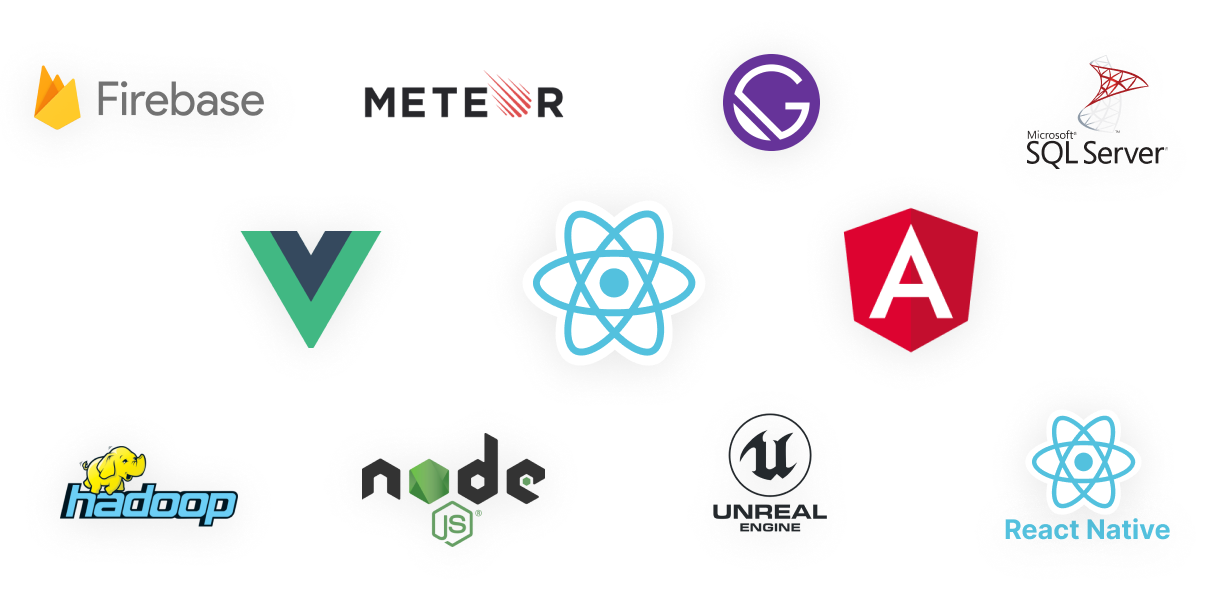 Firebase
METEOR
G
Microsoft®
SQL Server®
A
hadoop
node
JS®
U
UNREAL
ENGINE
React Native